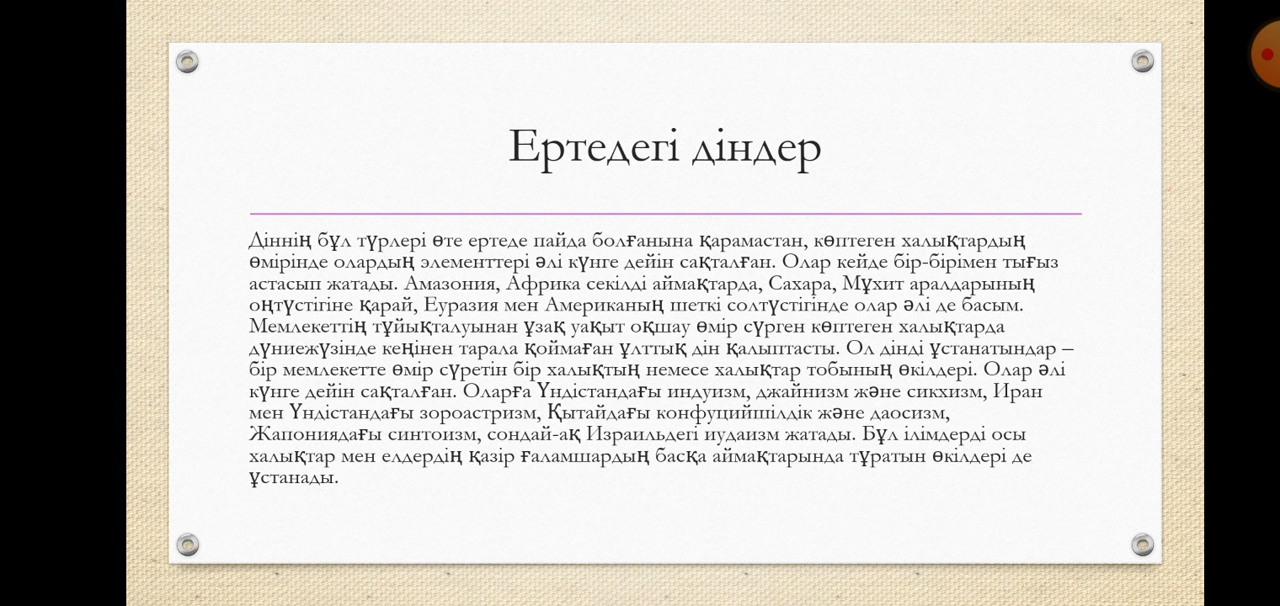 Ертедегі діндер
Діннің бұл түрлері өте ертеде пайда болғанына қарамастан, көптеген халықтардың
өмірінде олардың элементтері әлі күнге дейін сақталған. Олар кейде бір-бірімен тығыз
астасып жатады. Амазония, Африка секілді аймақтарда, Сахара, Мұхит аралдарының
оңтүстігіне қарай, Еуразия мен Американың шеткі солтүстігінде олар әлі де басым.
Мемлекеттің тұйықталуынан ұзақ уақыт оқшау өмір сүрген көптеген халықтарда
дүниежүзінде кеңінен тарала қоймаған ұлттық дін қалыптасты. Ол дінді ұстанатындар –
бір мемлекетте өмір сүретін бір халықтың немесе халықтар тобының өкілдері. Олар әлі
күнге дейін сақталған. Оларға Үндістандағы индуизм, джайнизм және сикхизм, Иран
мен Үндістандағы зороастризм, Қытайдағы конфуцийшілдік және даосизм,
Жапониядағы синтоизм, сондай-ақ Израильдегі иудаизм жатады. Бұл ілімдерді осы
халықтар мен елдердің қазір ғаламшардың басқа аймақтарында тұратын өкілдері де
ұстанады.